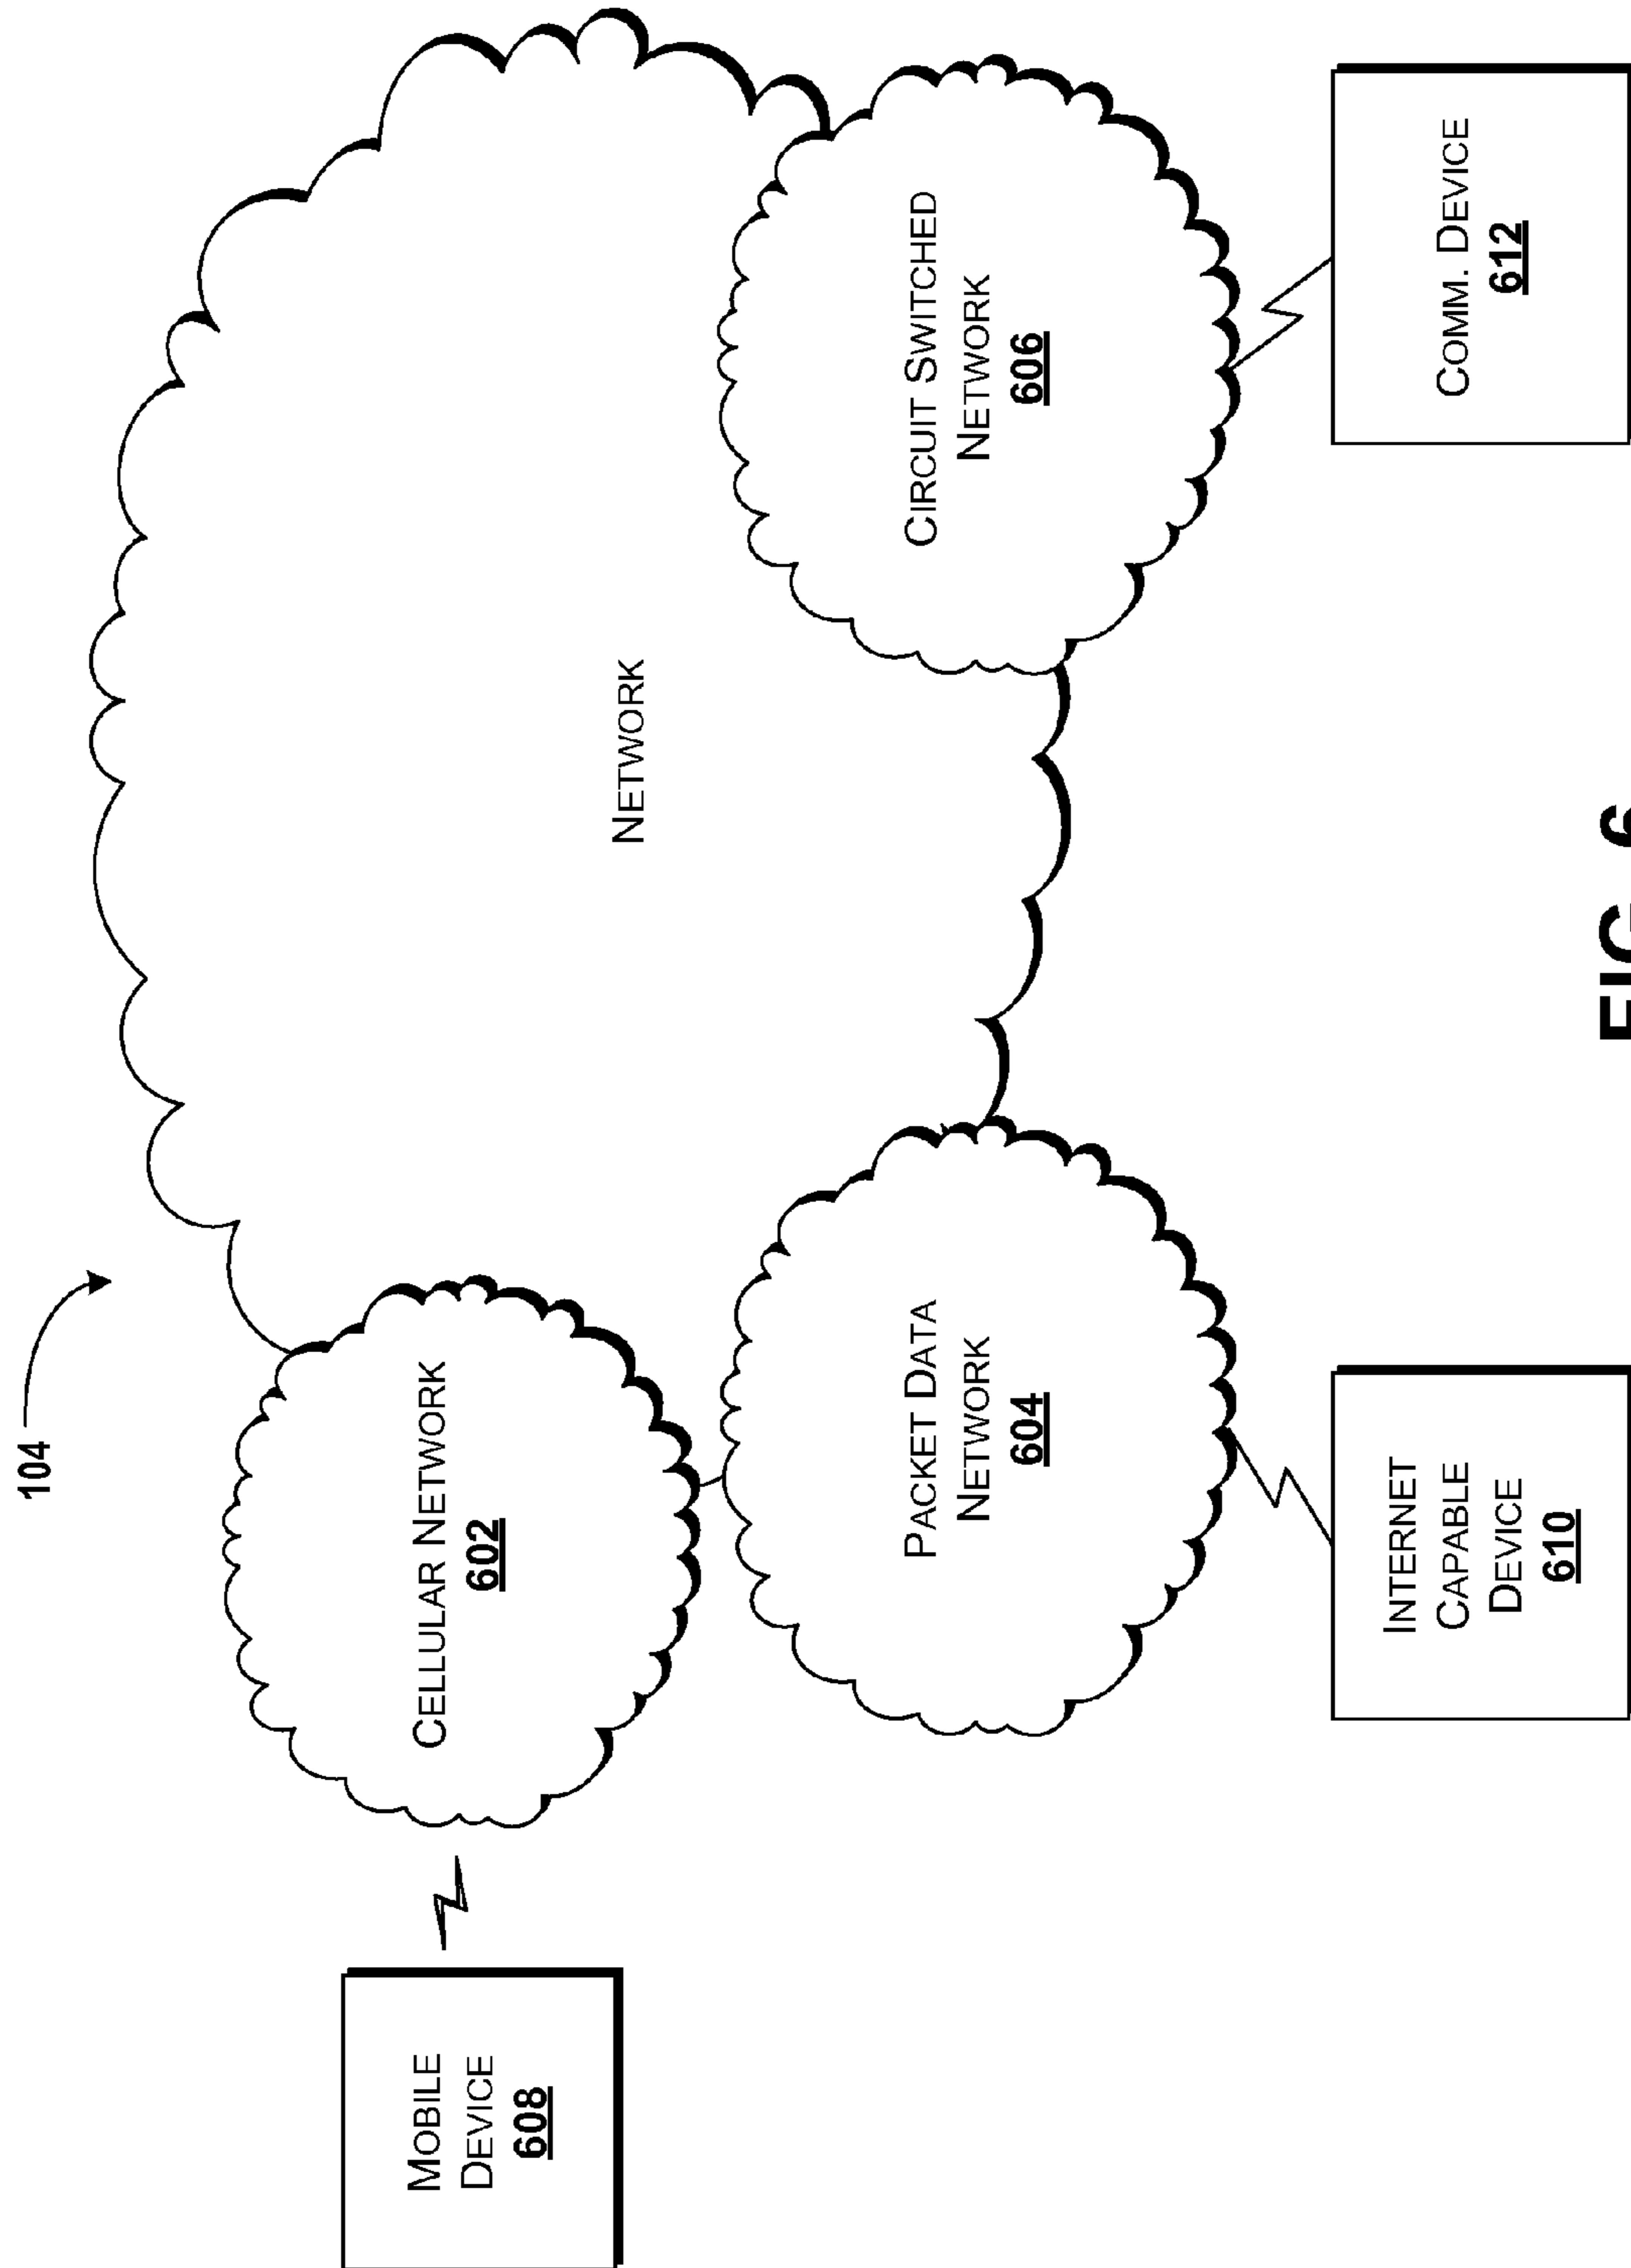 104
NETWORK
CELLULAR NETWORK
602
MOBILE
DEVICE
608
PACKET DATA
NETWORK
604
CIRCUIT SWITCHED
NETWORK
606
INTERNET
CAPABLE
DEVICE
610
COMM. DEVICE
612
FIG. 6